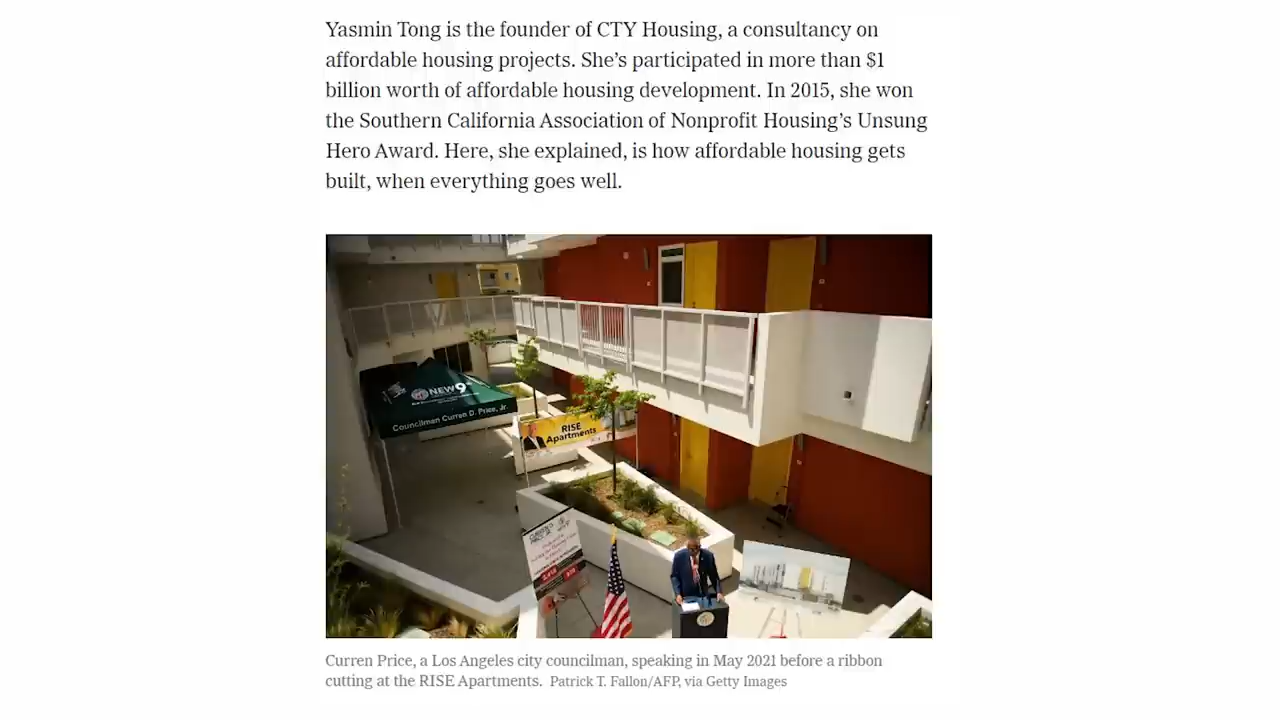 Yasmin Tong is the founder of CTY Housing, a consultancy on
affordable housing projects. She’s participated in more than $1
billion worth of affordable housing development. In 2015, she won
the Southern California Association of Nonprofit Housing’s Unsung
Hero Award. Here, she explained, is how affordable housing gets
built, when everything goes well.
NEW 9
Councilman Curren D. Price, Jr.
RISE
Apartments
Curren Price, a Los Angeles city councilman, speaking in May 2021 before a ribbon
cutting at the RISE Apartments. Patrick T. Fallon/AFP, via Getty Images